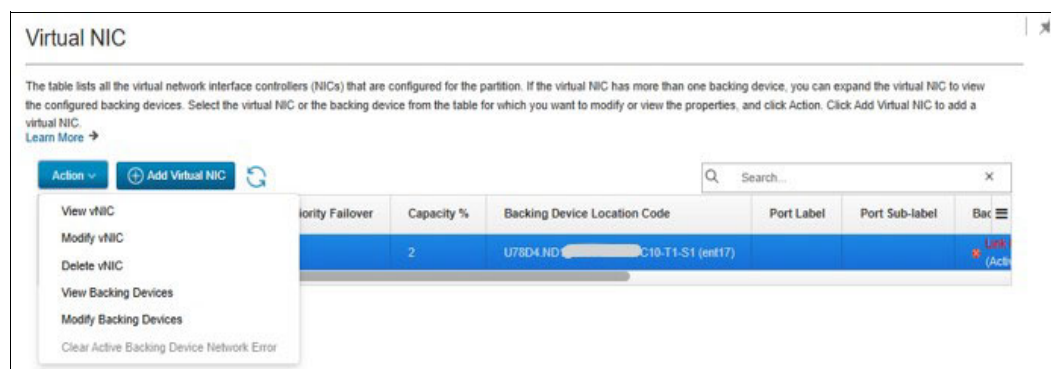 Virtual NIC
The table lists all the virtual network interface controllers (NICs) that are configured for the partition. If the virtual NIC has more than one backing device, you can expand the virtual NIC to view
the configured backing devices. Select the virtual NIC or the backing device from the table for which you want to modify or view the properties, and click Action. Click Add Virtual NIC to add a
virtual NIC.
Learn More →
Action Add Virtual NIC Search... ×
iority Failover Capacity % Backing Device Location Code Port Label Port Sub-label Bac
View vNIC
Modify vNIC
2 U78D4.ND C10-T1-S1 (ent17) Link
(Activ
Delete vNIC
View Backing Devices
Modify Backing Devices
Clear Active Backing Device Network Error